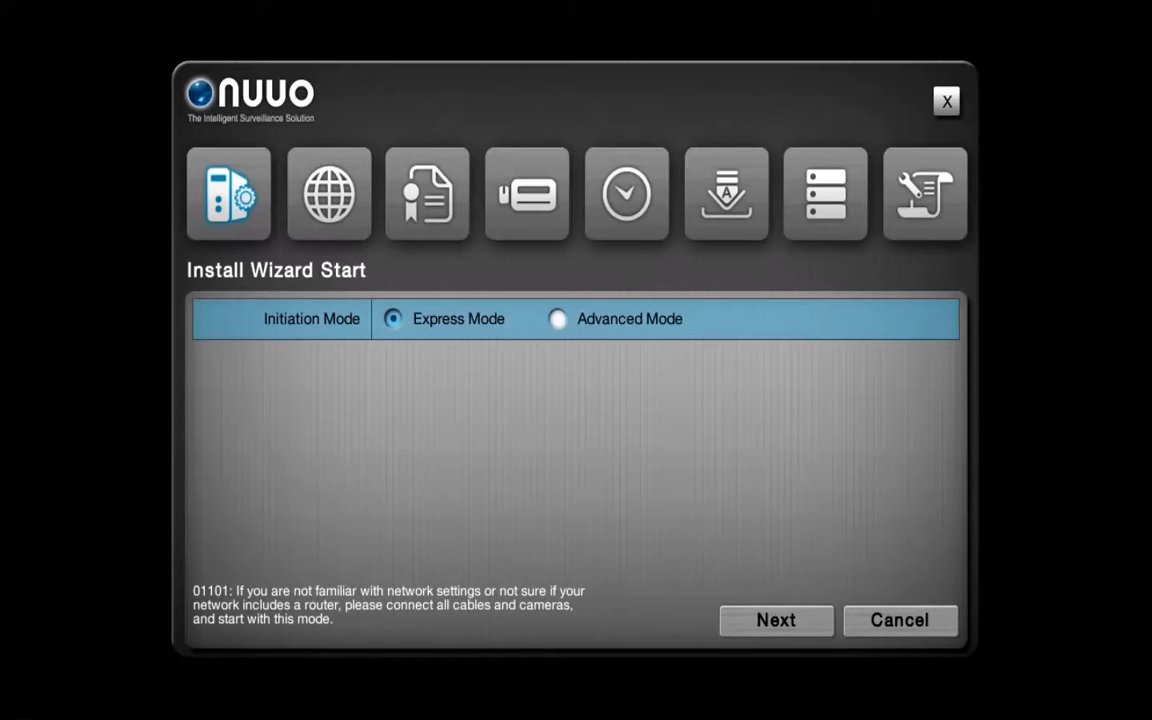 nuuo
The Intelligent Surveillance Solution
X
A
Install Wizard Start
Initiation Mode Express Mode Advanced Mode
01101: If you are not familiar with network settings or not sure if your
network includes a router, please connect all cables and cameras,
and start with this mode.
Next Cancel